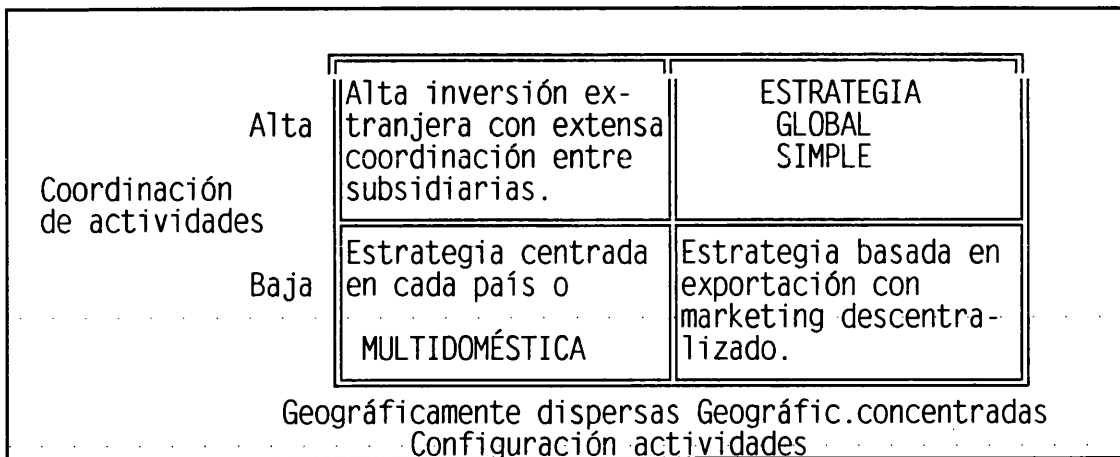 Alta inversión ex-
tranjera con extensa
coordinación entre
subsidiarias.
ESTRATEGIA
GLOBAL
SIMPLE
Alta
Coordinación
de actividades
Baja
Estrategia centrada
en cada país o
MULTIDOMÉSTICA
Estrategia basada en
exportación con
marketing descentra-
lizado.
Geográficamente dispersas Geográfic.concentradas
Configuración actividades